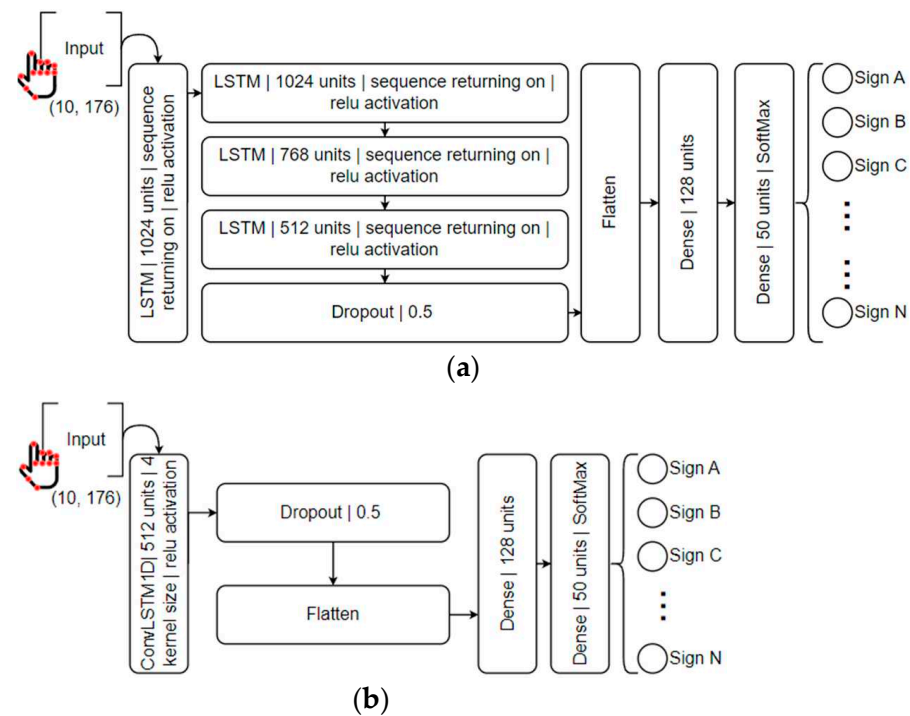 Input
(10, 176)
LSTM | 1024 units | sequence
returning on | relu activation
LSTM | 1024 units | sequence returning on |
relu activation
LSTM | 768 units | sequence returning on |
relu activation
LSTM | 512 units | sequence returning on |
relu activation
Dropout | 0.5
Flatten
Dense | 128 units
Dense | 50 units | SoftMax
Sign A
Sign B
Sign C
Sign N
(a)
Input
(10, 176)
ConvLSTM1D| 512 units | 4
kernel size | relu activation
Dropout | 0.5
Flatten
Dense | 128 units
Dense | 50 units | SoftMax
Sign A
Sign B
Sign C
Sign N
(b)